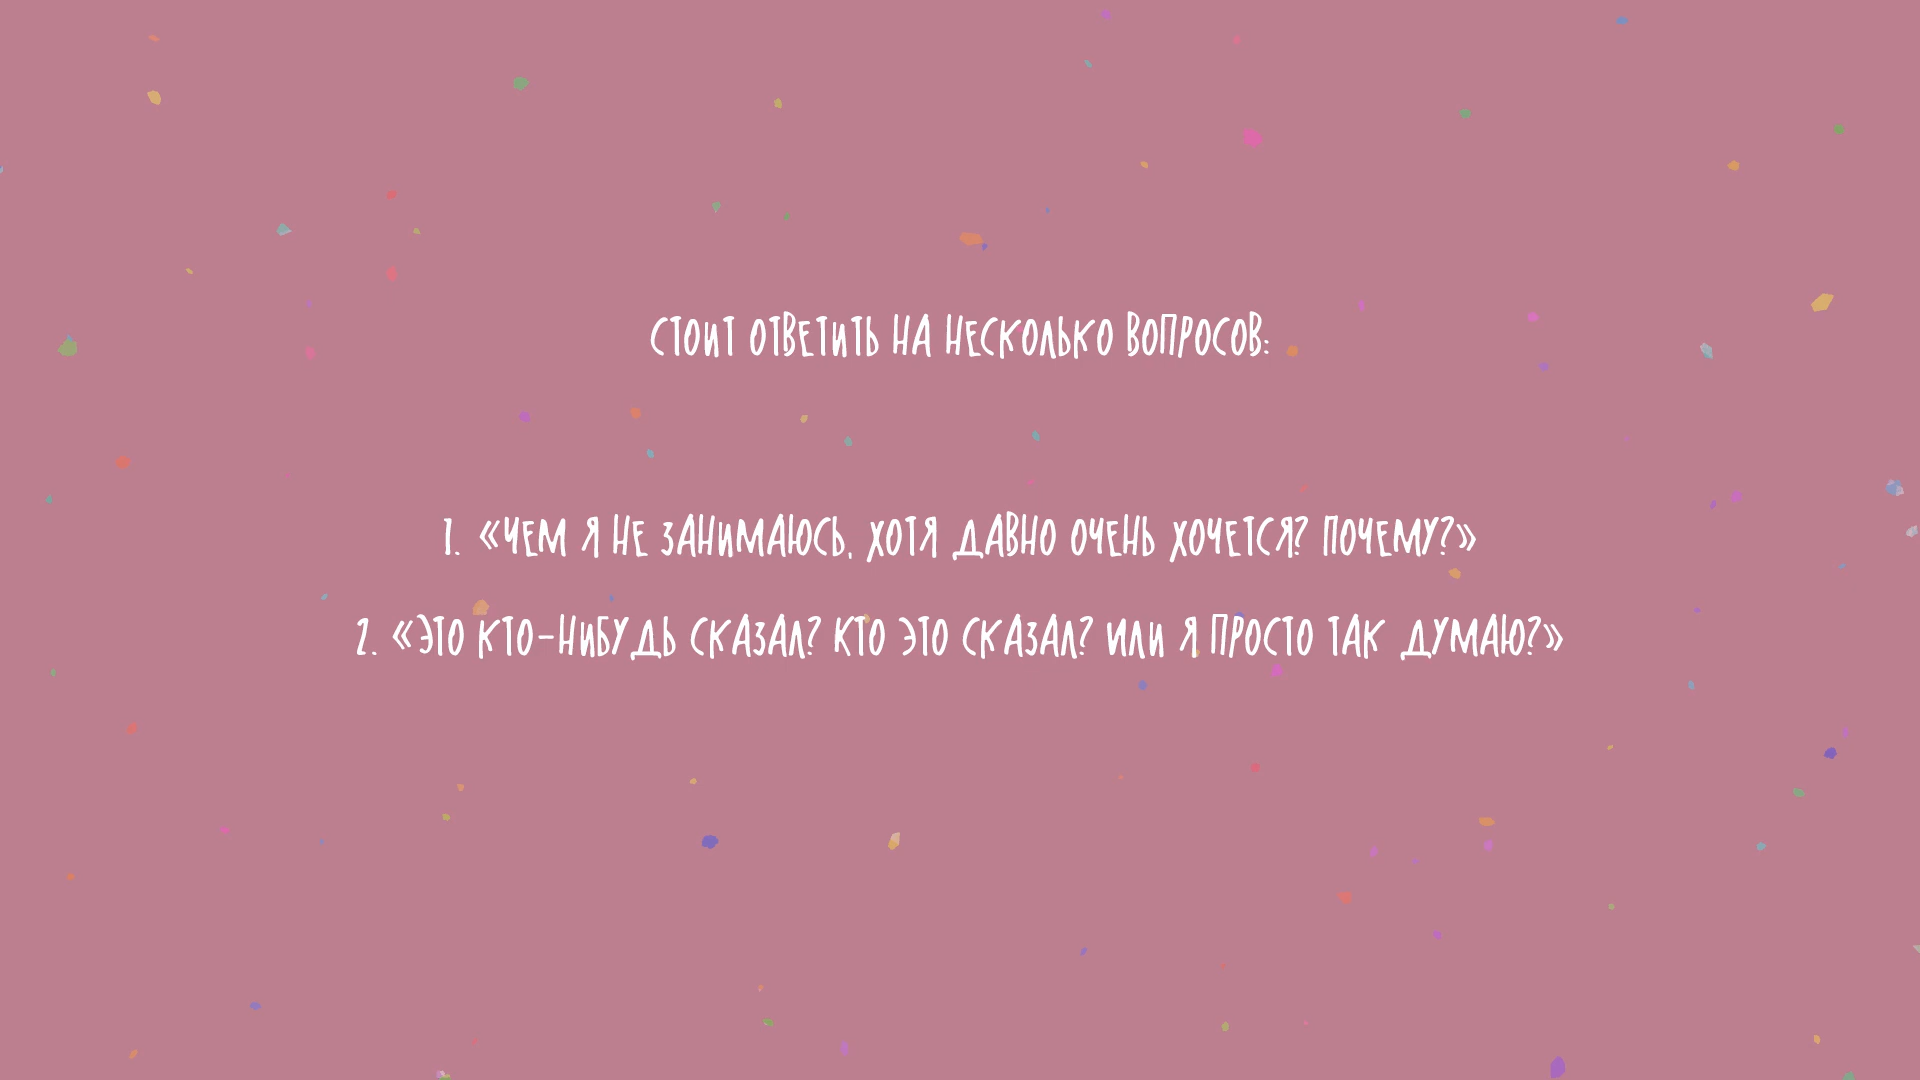 СТОИТ ОТВЕТИТЬ НА НЕСКОЛЬКО ВОПРОСОВ:
1. «ЧЕМ Я НЕ ЗАНИМАЮСЬ, ХОТЯ ДАВНО ОЧЕНЬ ХОЧЕТСЯ? ПОЧЕМУ?»
2. «ЭТО КТО-НИБУДЬ СКАЗАЛ? КТО ЭТО СКАЗАЛ? ИЛИ Я ПРОСТО ТАК ДУМАЮ?»